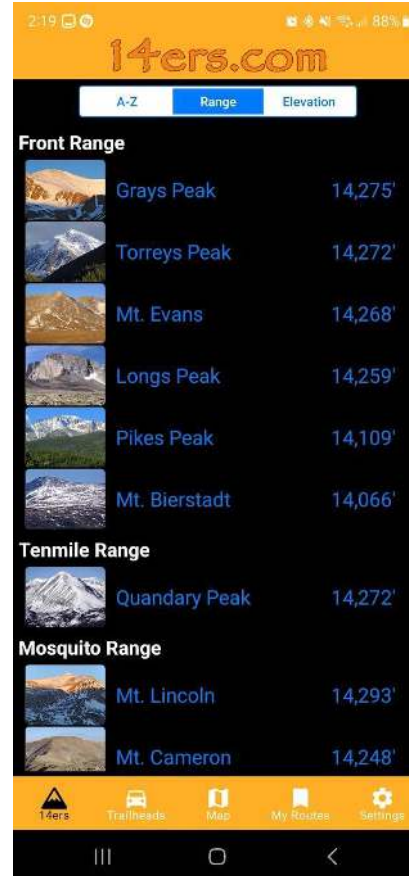 2:19 88%
14ers.com
A-Z Range Elevation
Front Range
Grays Peak 14,275'
Torreys Peak 14,272'
Mt. Evans 14,268'
Longs Peak 14,259'
Pikes Peak 14,109'
Mt. Bierstadt 14,066'
Tenmile Range
Quandary Peak 14,272'
Mosquito Range
Mt. Lincoln 14,293'
Mt. Cameron 14,248'
14ers Trailheads Map My Routes Settings